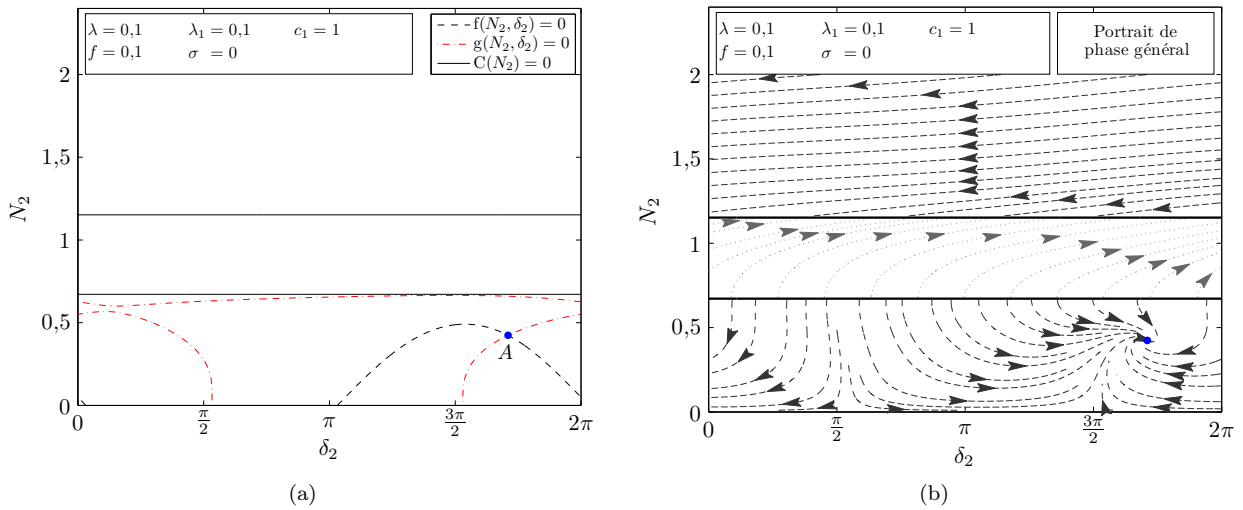 λ = 0,1 λ₁ = 0,1 c₁ = 1
f = 0,1 σ = 0
f(N₂, δ₂) = 0
g(N₂, δ₂) = 0
C(N₂) = 0
2
1,5
1
0,5
0
N₂
A
0 π/2 π 3π/2 2π
δ₂
(a)
λ = 0,1 λ₁ = 0,1 c₁ = 1
f = 0,1 σ = 0
Portrait de
phase général
2
1,5
1
0,5
0
N₂
0 π/2 π 3π/2 2π
δ₂
(b)